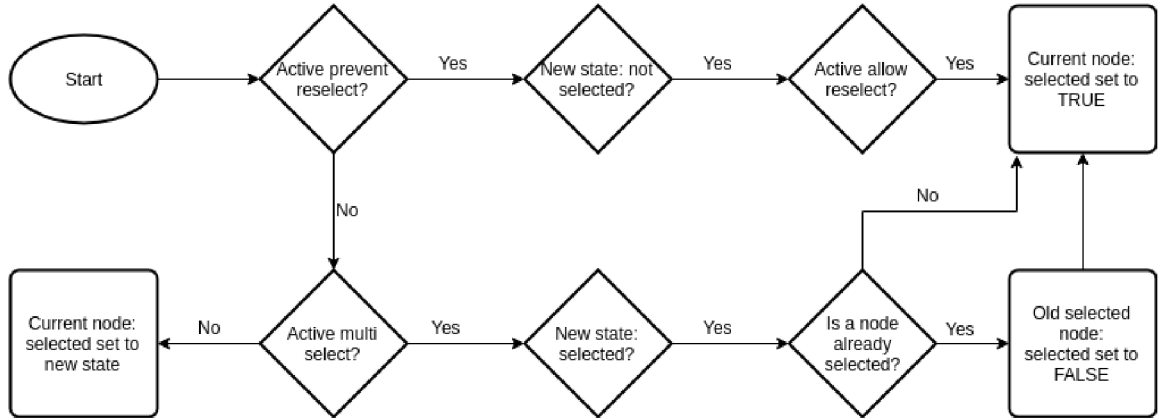 Start
Active prevent
reselect?
Yes
New state: not
selected?
Yes
Active allow
reselect?
Yes
Current node:
selected set to
TRUE
No
No
Current node:
selected set to
new state
No
Active multi
select?
Yes
New state:
selected?
Yes
Is a node
already
selected?
Yes
Old selected
node:
selected set to
FALSE